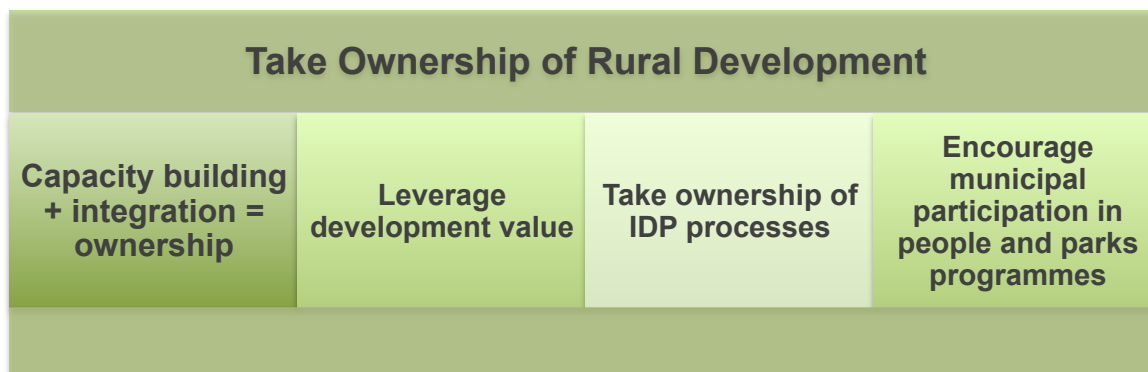 Take Ownership of Rural Development
Capacity building
+ integration =
ownership
Leverage
development value
Take ownership of
IDP processes
Encourage
municipal
participation in
people and parks
programmes